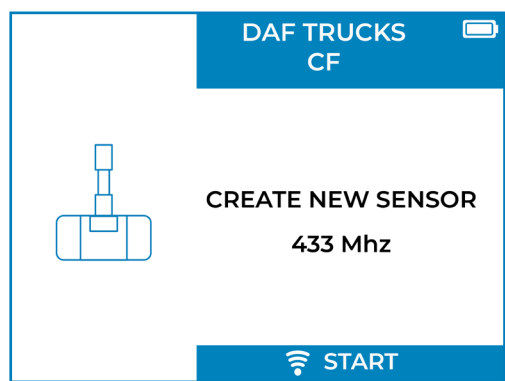 DAF TRUCKS
CF
CREATE NEW SENSOR
433 Mhz
START